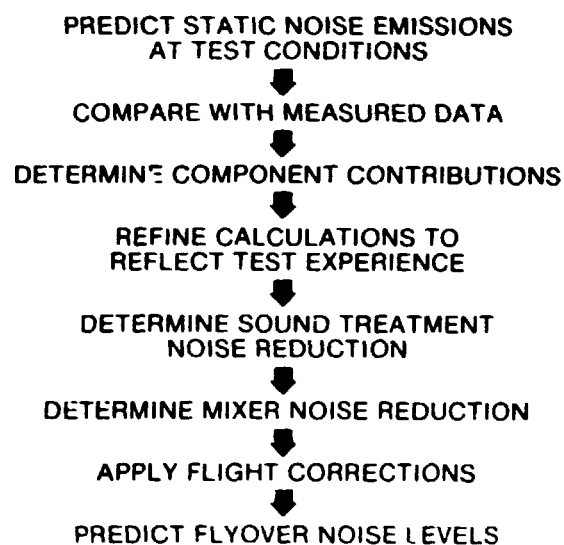 PREDICT STATIC NOISE EMISSIONS
AT TEST CONDITIONS
COMPARE WITH MEASURED DATA
DETERMINE COMPONENT CONTRIBUTIONS
REFINE CALCULATIONS TO
REFLECT TEST EXPERIENCE
DETERMINE SOUND TREATMENT
NOISE REDUCTION
DETERMINE MIXER NOISE REDUCTION
APPLY FLIGHT CORRECTIONS
PREDICT FLYOVER NOISE LEVELS